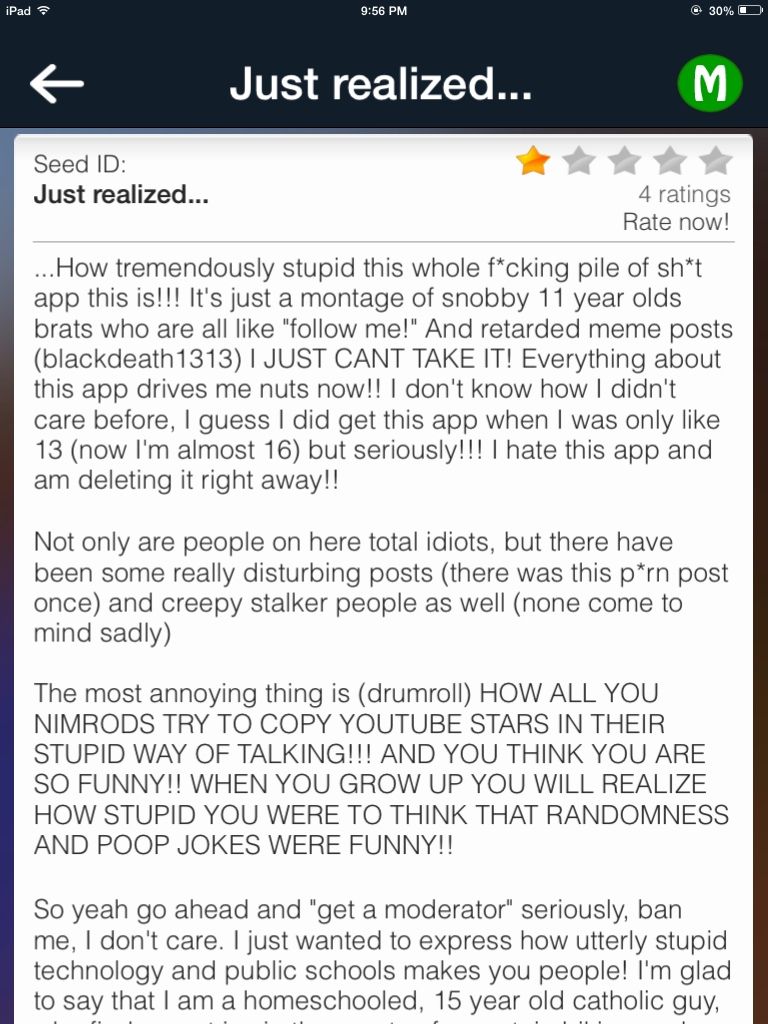 iPad
9:56 PM
30%
Just realized...
M
Seed ID:
Just realized...
4 ratings
Rate now!
...How tremendously stupid this whole f*cking pile of sh*t
app this is!!! It's just a montage of snobby 11 year olds
brats who are all like "follow me!" And retarded meme posts
(blackdeath1313) I JUST CANT TAKE IT! Everything about
this app drives me nuts now!! I don't know how I didn't
care before, I guess I did get this app when I was only like
13 (now I'm almost 16) but seriously!!! I hate this app and
am deleting it right away!!
Not only are people on here total idiots, but there have
been some really disturbing posts (there was this p*rn post
once) and creepy stalker people as well (none come to
mind sadly)
The most annoying thing is (drumroll) HOW ALL YOU
NIMRODS TRY TO COPY YOUTUBE STARS IN THEIR
STUPID WAY OF TALKING!!! AND YOU THINK YOU ARE
SO FUNNY!! WHEN YOU GROW UP YOU WILL REALIZE
HOW STUPID YOU WERE TO THINK THAT RANDOMNESS
AND POOP JOKES WERE FUNNY!!
So yeah go ahead and "get a moderator" seriously, ban
me, I don't care. I just wanted to express how utterly stupid
technology and public schools makes you people! I'm glad
to say that I am a homeschooled, 15 year old catholic guy,